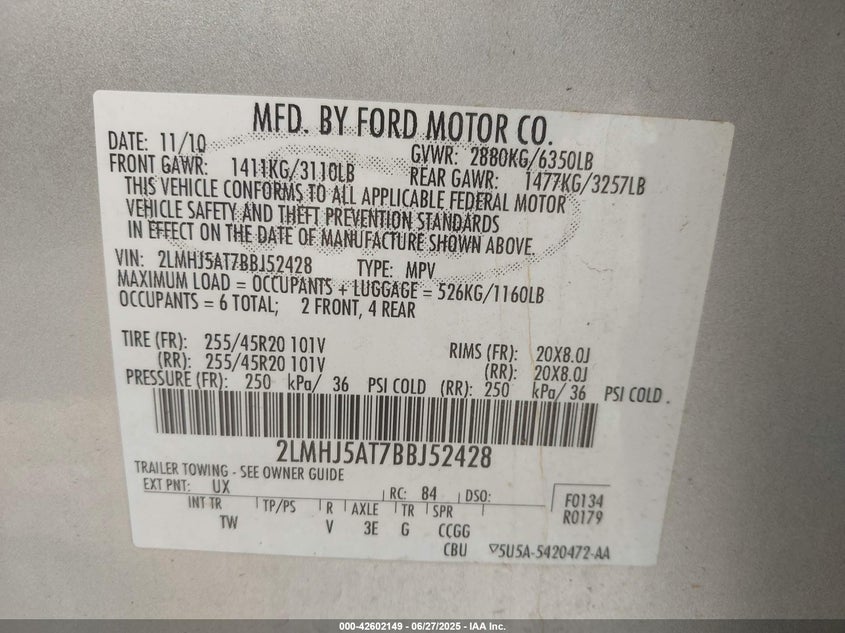 MFD. BY FORD MOTOR CO.
DATE: 11/10 GVWR: 2880KG/6350LB
FRONT GAWR: 1411KG/3110LB REAR GAWR: 1477KG/3257LB
THIS VEHICLE CONFORMS TO ALL APPLICABLE FEDERAL MOTOR
VEHICLE SAFETY AND THEFT PREVENTION STANDARDS
IN EFFECT ON THE DATE OF MANUFACTURE SHOWN ABOVE.
VIN: 2LMHJ5AT7BBJ52428 TYPE: MPV
MAXIMUM LOAD = OCCUPANTS + LUGGAGE = 526KG/1160LB
OCCUPANTS = 6 TOTAL; 2 FRONT, 4 REAR
TIRE (FR): 255/45R20 101V RIMS (FR): 20X8.0J
(RR): 255/45R20 101V (RR): 20X8.0J
PRESSURE (FR): 250 kPa/ 36 PSI COLD (RR): 250 kPa/ 36 PSI COLD .
2LMHJ5AT7BBJ52428
TRAILER TOWING - SEE OWNER GUIDE
EXT PNT: UX RC: 84 DSO: F0134
INT TR TP/PS R AXLE TR SPR R0179
TW V 3E G CCGG
CBU ▽5U5A-5420472-AA
000-42602149 - 06/27/2025 - IAA Inc.